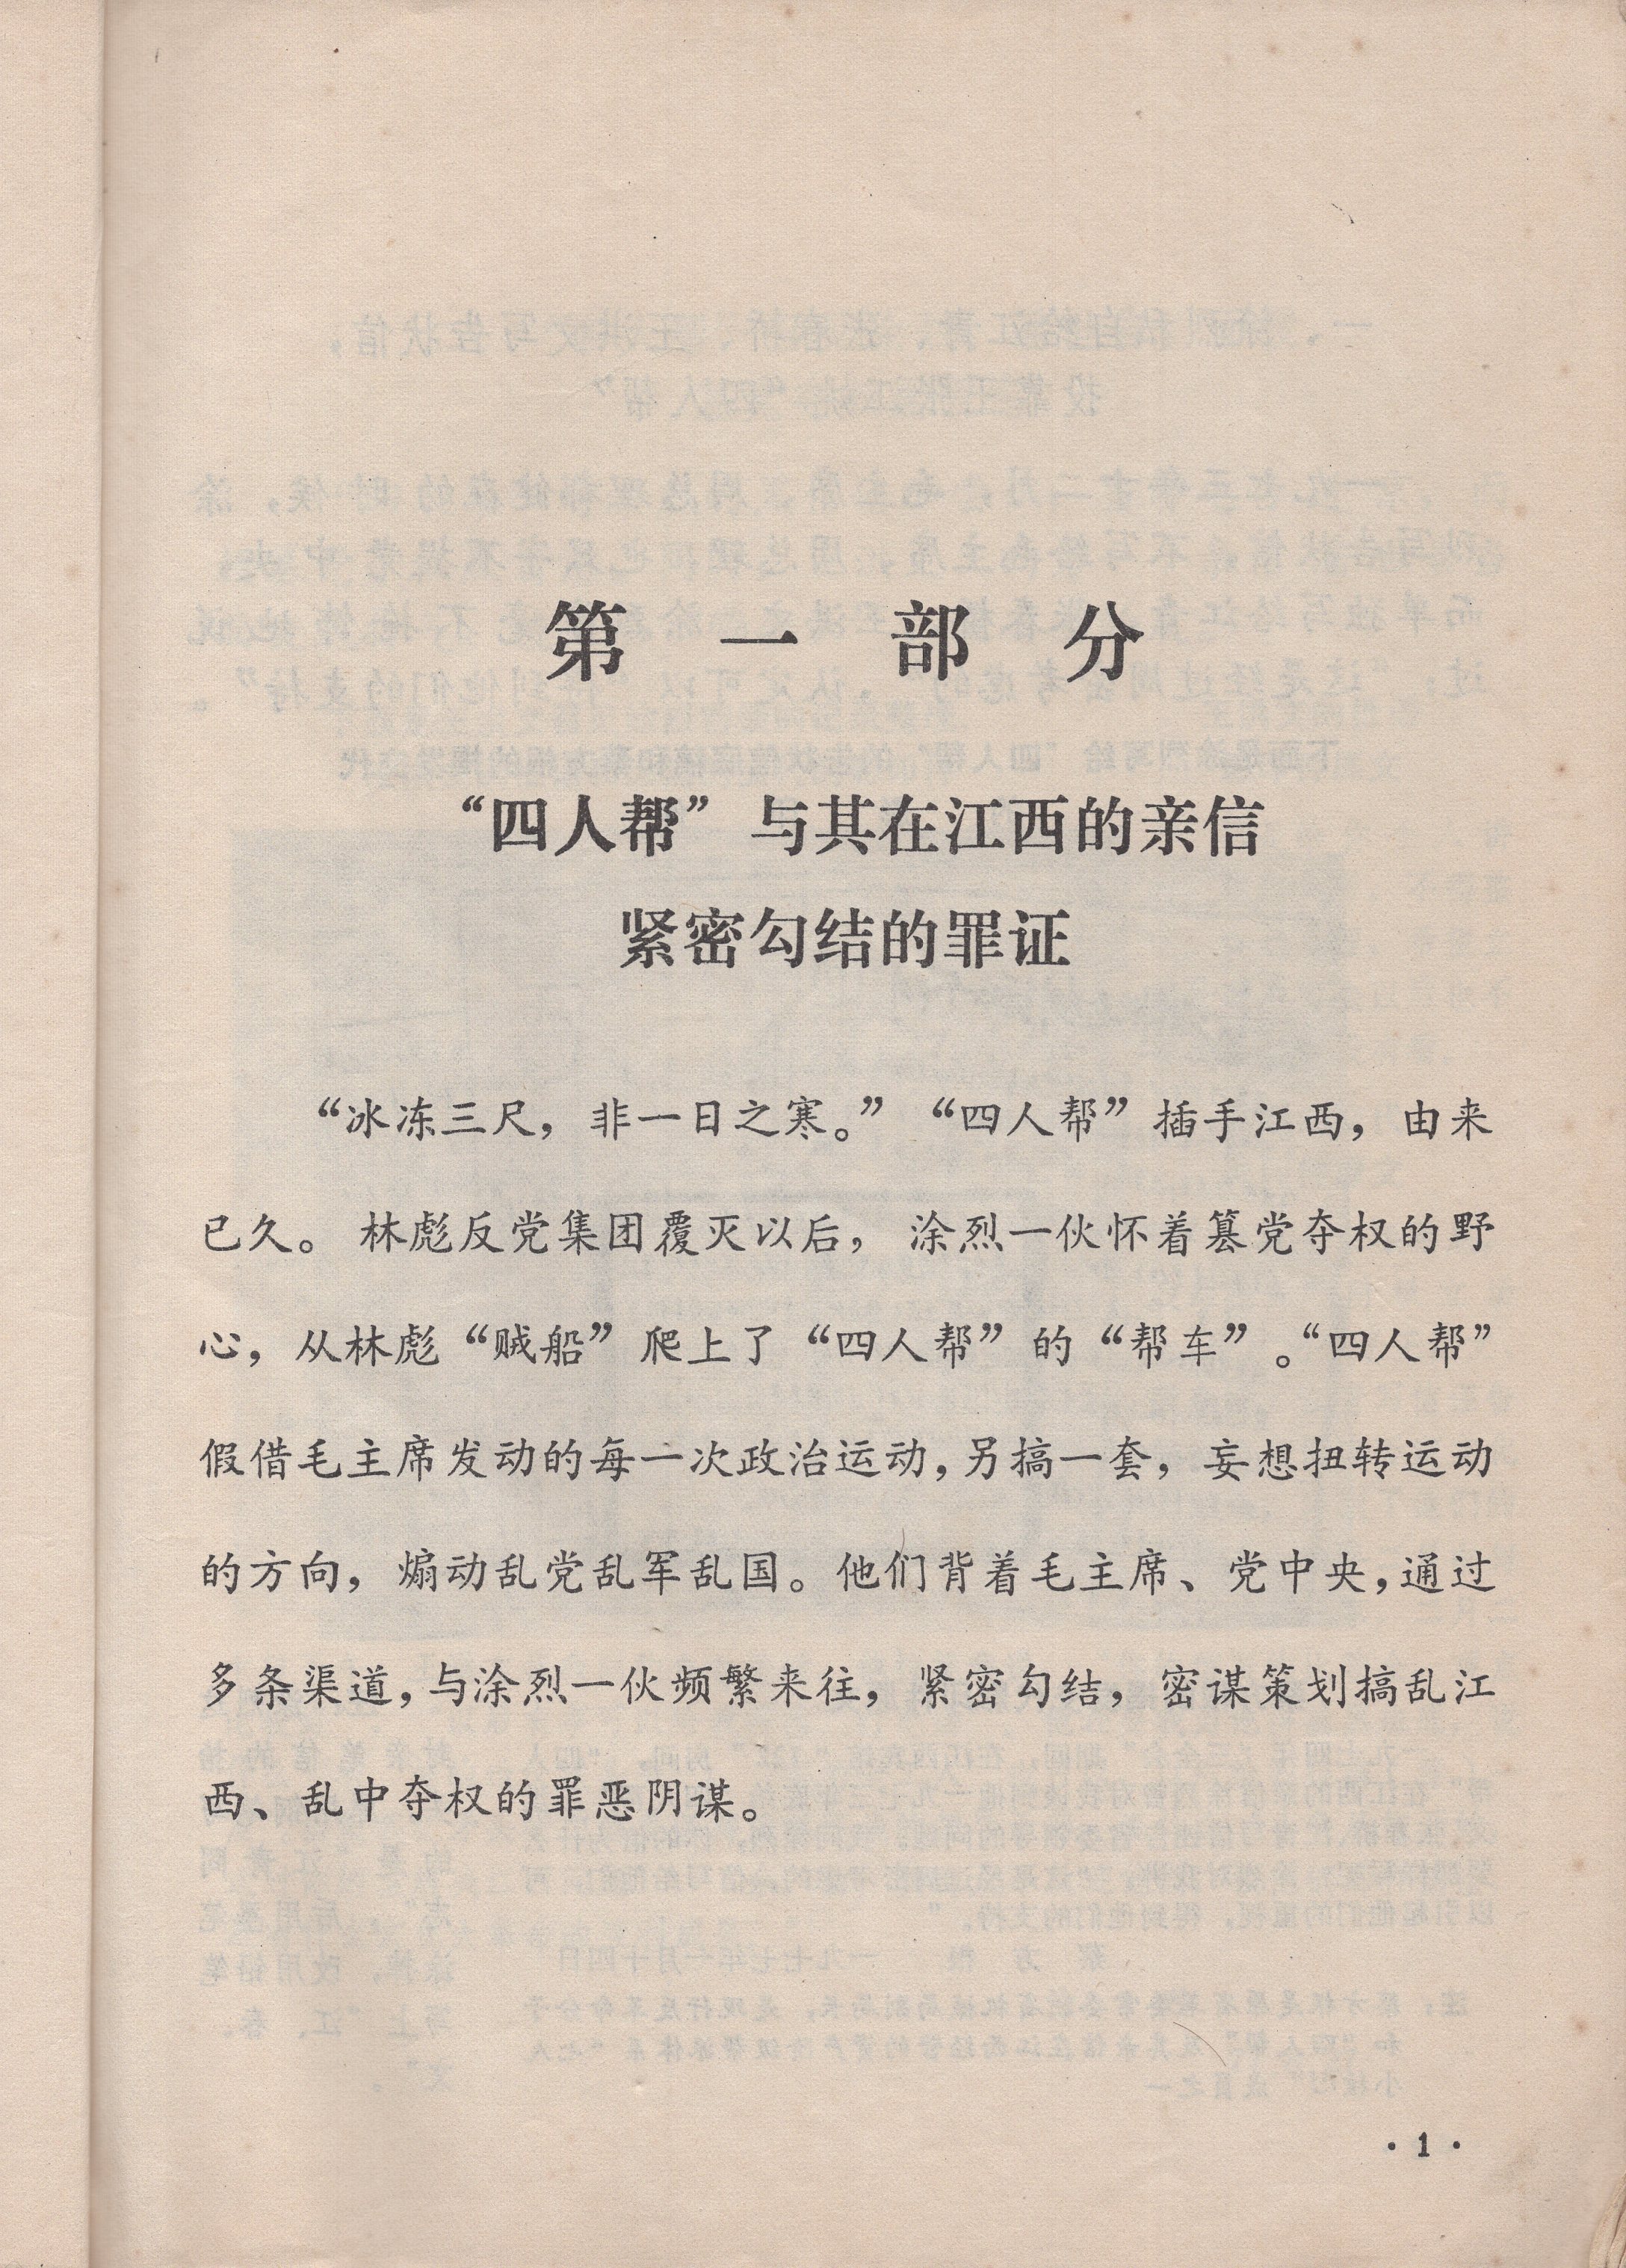 第一部分
“四人帮”与其在江西的亲信
紧密勾结的罪证
“冰冻三尺，非一日之寒。”“四人帮”插手江西，由来
已久。林彪反党集团覆灭以后，涂烈一伙怀着篡党夺权的野
心，从林彪“贼船”爬上了“四人帮”的“帮车”。“四人帮”
假借毛主席发动的每一次政治运动，另搞一套，妄想扭转运动
的方向，煽动乱党乱军乱国。他们背着毛主席、党中央，通过
多条渠道，与涂烈一伙频繁来往，紧密勾结，密谋策划搞乱江
西、乱中夺权的罪恶阴谋。
· 1 ·